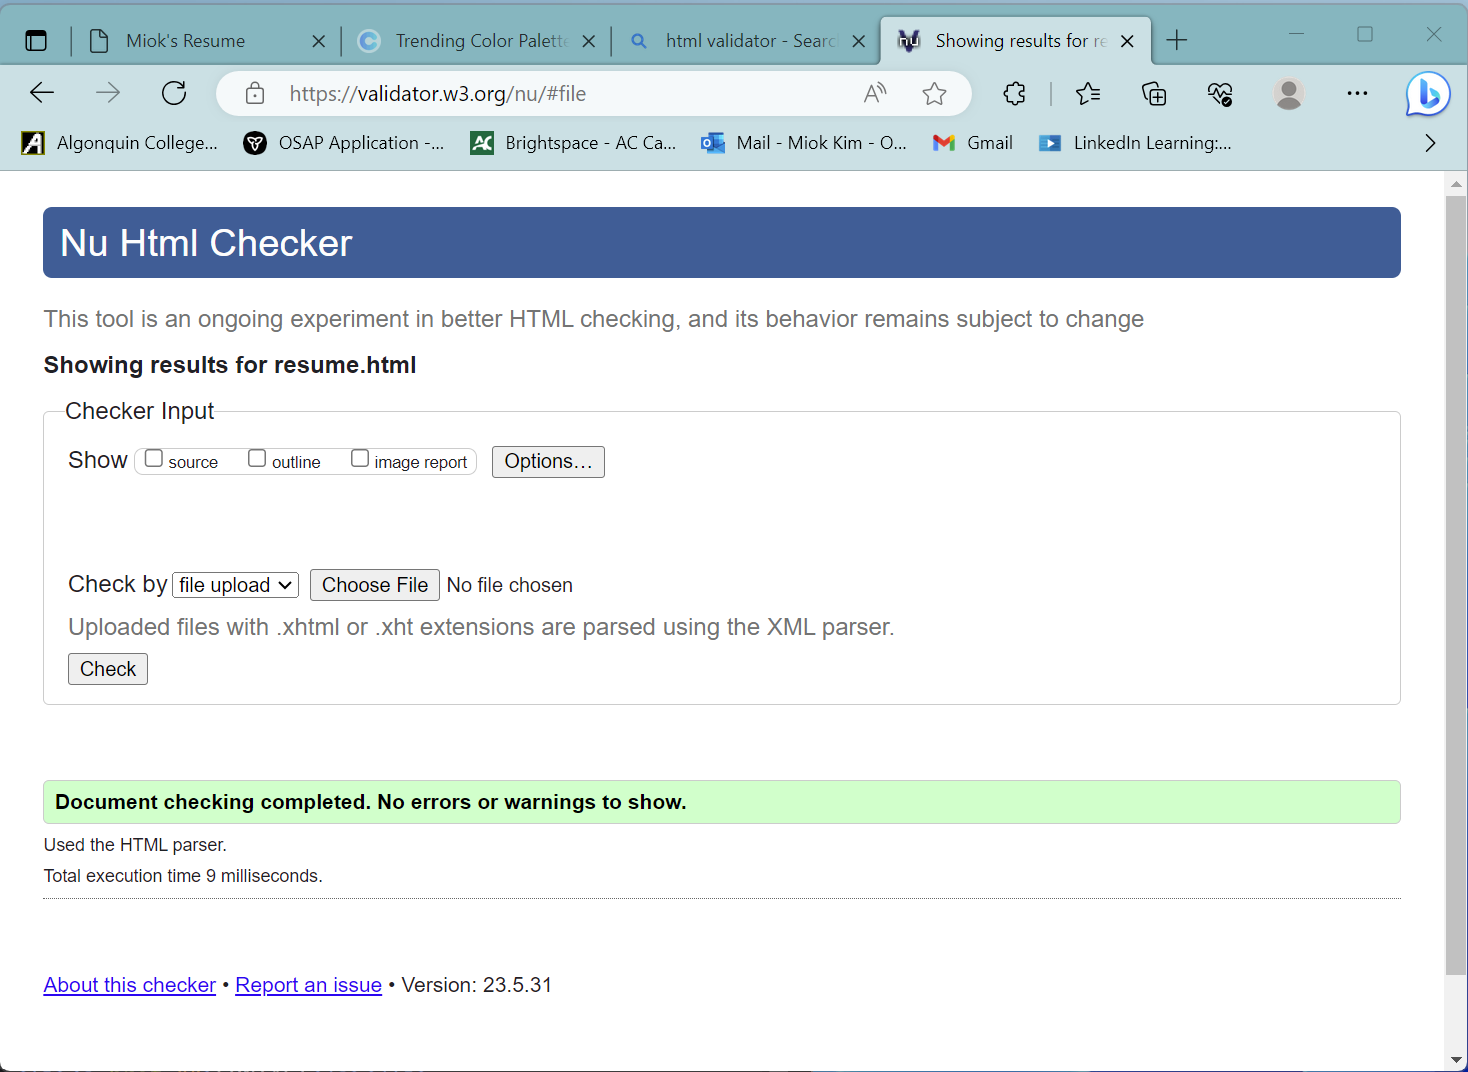 Miok's Resume
Trending Color Palette
html validator - Searc
Showing results for re
https://validator.w3.org/nu/#file
Algonquin College...
OSAP Application -...
Brightspace - AC Ca...
Mail - Miok Kim - O...
Gmail
LinkedIn Learning:...
Nu Html Checker
This tool is an ongoing experiment in better HTML checking, and its behavior remains subject to change
Showing results for resume.html
Checker Input
Show source outline image report Options...
Check by file upload Choose File No file chosen
Uploaded files with .xhtml or .xht extensions are parsed using the XML parser.
Check
Document checking completed. No errors or warnings to show.
Used the HTML parser.
Total execution time 9 milliseconds.
About this checker • Report an issue • Version: 23.5.31